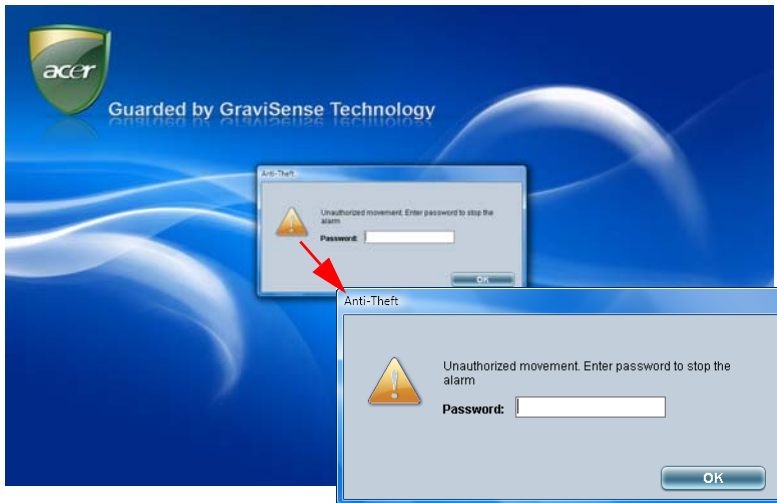 acer
Guarded by GraviSense Technology
Anti-Theft
Unauthorized movement. Enter password to stop the
alarm
Password:
OK
Anti-Theft
Unauthorized movement. Enter password to stop the
alarm
Password:
OK